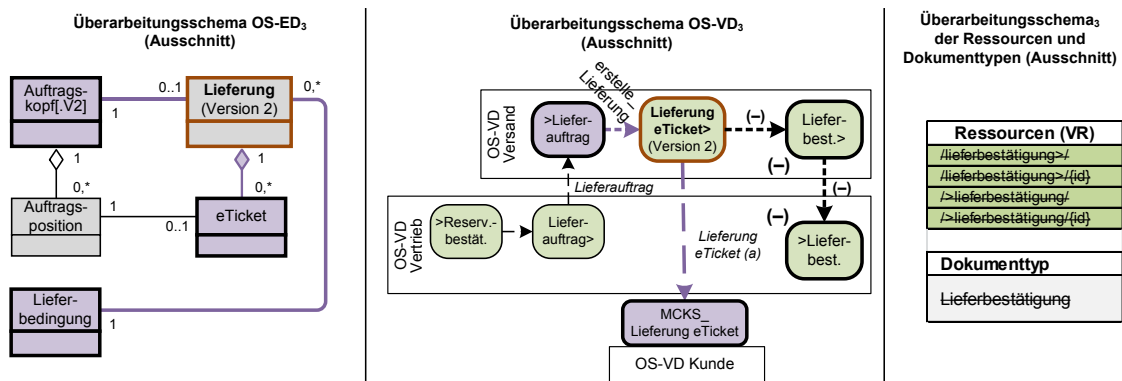 Überarbeitungsschema OS-ED3
(Ausschnitt)
Auftrags-
kopf[.V2]
1
0..1
Lieferung
(Version 2)
0,*
1
0,*
1
0,*
Auftrags-
position
1
0..1
eTicket
Liefer-
bedingung
1
Überarbeitungsschema OS-VD3
(Ausschnitt)
OS-VD
Versand
>Liefer-
auftrag
erstelle_
Lieferung
Lieferung
eTicket>
(Version 2)
(–)
Liefer-
best.>
(–)
(–)
Lieferauftrag
OS-VD
Vertrieb
>Reserv.-
bestät.
Liefer-
auftrag>
Lieferung
eTicket (a)
(–)
>Liefer-
best.
MCKS_
Lieferung eTicket
OS-VD Kunde
Überarbeitungsschema3
der Ressourcen und
Dokumenttypen (Ausschnitt)
Ressourcen (VR)
/lieferbestätigung>/
/lieferbestätigung>/{id}
/>lieferbestätigung/
/>lieferbestätigung/{id}
Dokumenttyp
Lieferbestätigung